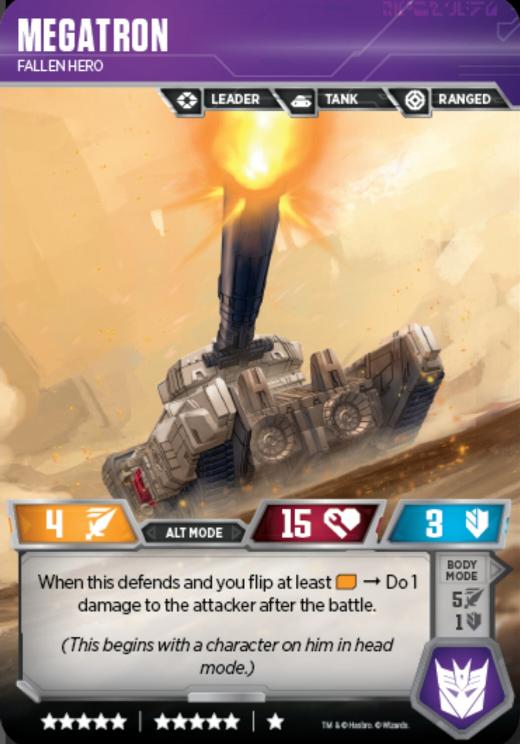 MEGATRON
FALLEN HERO
LEADER
TANK
RANGED
4
ALT MODE
15
3
When this defends and you flip at least → Do 1
damage to the attacker after the battle.
(This begins with a character on him in head
mode.)
BODY
MODE
5
1
TM & © Hasbro. © Wizards.